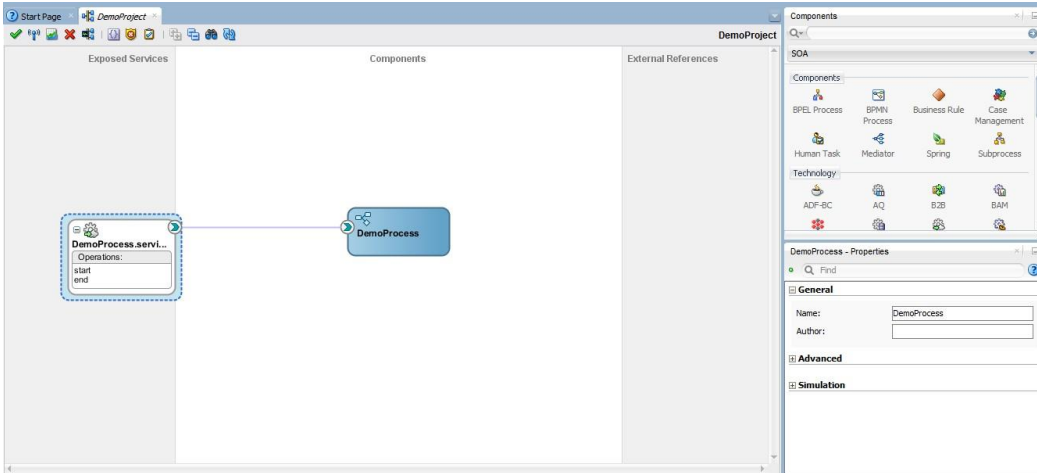 Start Page
DemoProject
DemoProject
Exposed Services
Components
External References
DemoProcess.servi...
Operations:
start
end
DemoProcess
Components
SOA
Components
BPEL Process
BPMN Process
Business Rule
Case Management
Human Task
Mediator
Spring
Subprocess
Technology
ADF-BC
AQ
B2B
BAM
DemoProcess - Properties
Find
General
Name:
DemoProcess
Author:
Advanced
Simulation